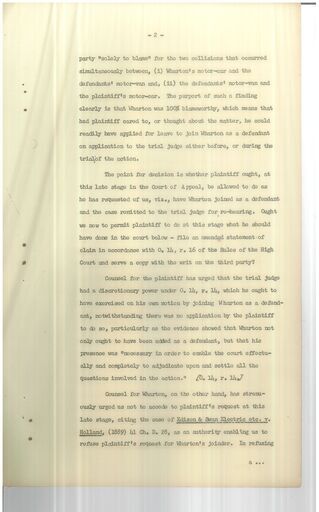 - 2 -
party "solely to blame" for the two collisions that occurred
simultaneously between, (i) Wharton's motor-car and the
defendants' motor-van and, (ii) the defendants' motor-van and
the plaintiff's motor-car. The purport of such a finding
clearly is that Wharton was 100% blameworthy, which means that
had plaintiff cared to, or thought about the matter, he could
readily have applied for leave to join Wharton as a defendant
on application to the trial judge either before, or during the
trial/of the action.
The point for decision is whether plaintiff ought, at
this late stage in the Court of Appeal, be allowed to do as
he has requested of us, viz., have Wharton joined as a defendant
and the case remitted to the trial judge for re-hearing. Ought
we now to permit plaintiff to do at this stage what he should
have done in the court below - file an amended statement of
claim in accordance with O. 14, r. 16 of the Rules of the High
Court and serve a copy with the writ on the third party?
Counsel for the plaintiff has urged that the trial judge
had a discretionary power under O. 14, r. 14, which he ought to
have exercised on his own motion by joining Wharton as a defend-
ant, notwithstanding there was no application by the plaintiff
to do so, particularly as the evidence showed that Wharton not
only ought to have been added as a defendant, but that his
presence was "necessary in order to enable the court effectu-
ally and completely to adjudicate upon and settle all the
questions involved in the action." /O. 14, r. 14./
Counsel for Wharton, on the other hand, has strenu-
ously urged us not to accede to plaintiff's request at this
late stage, citing the case of Edison & Swan Electric etc. v.
Holland, (1889) 41 Ch. D. 28, as an authority enabling us to
refuse plaintiff's request for Wharton's joinder. In refusing
a ...